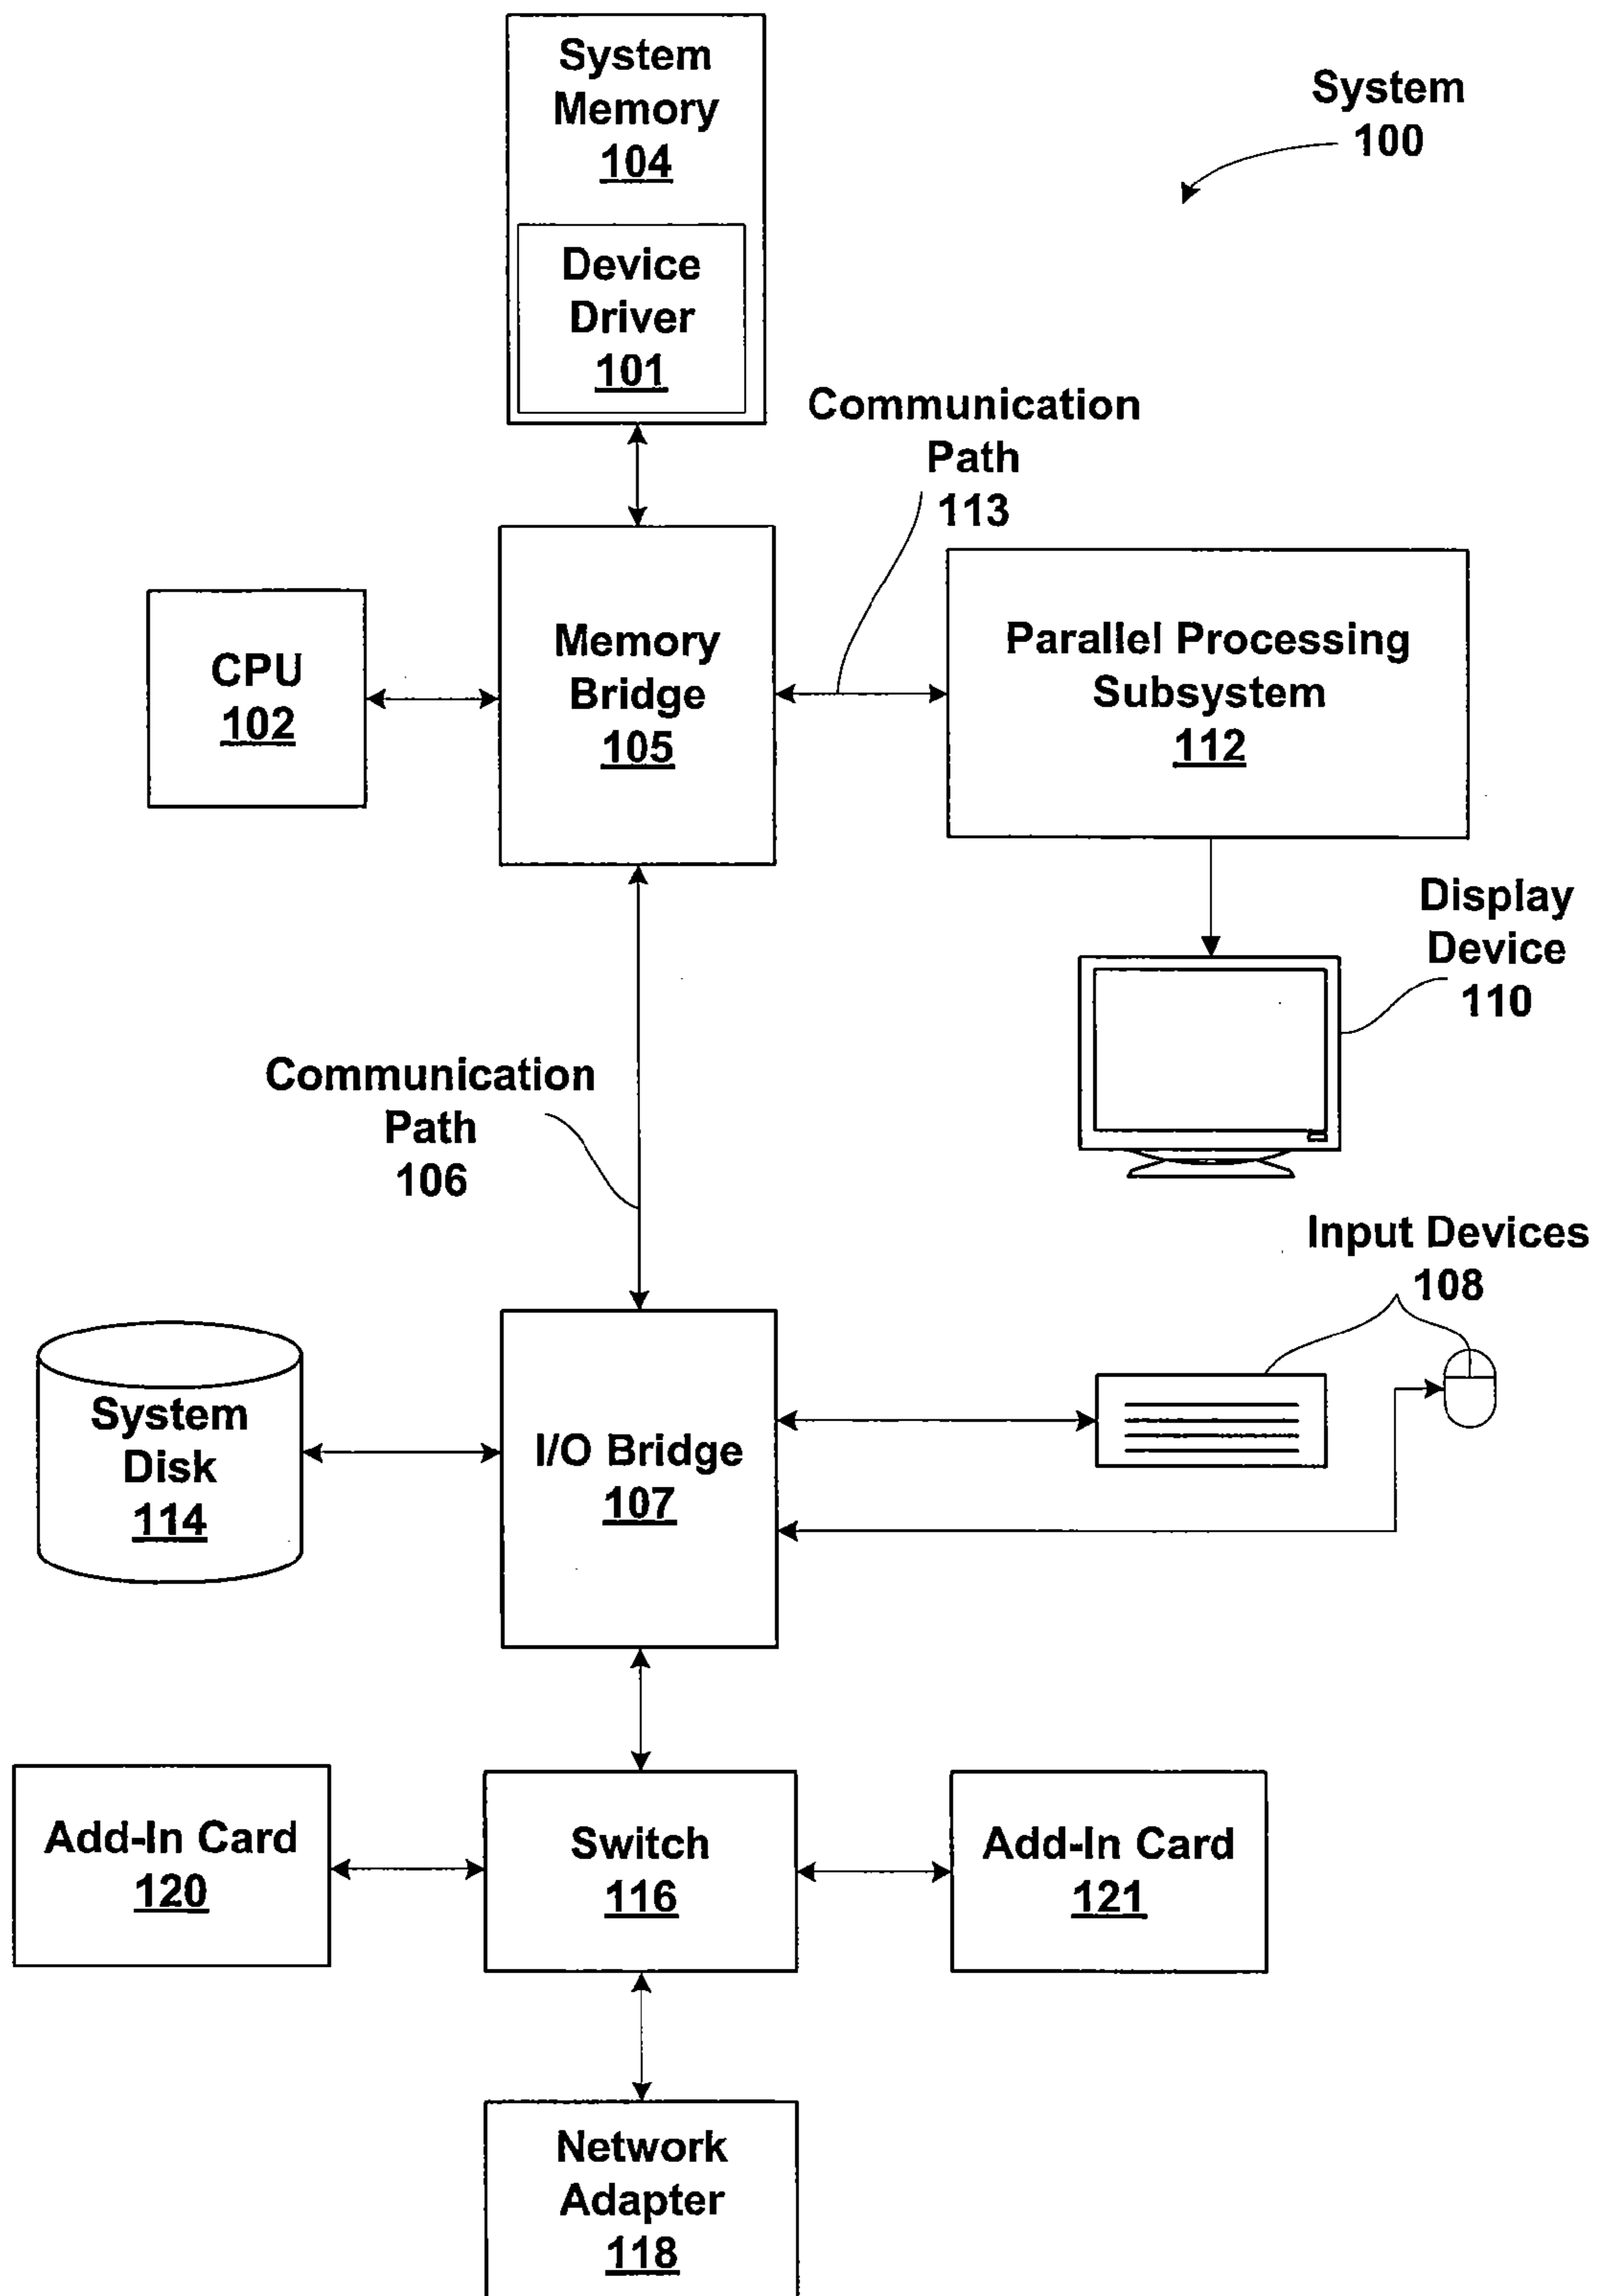 System
Memory
104
Device
Driver
101
System
100
Communication
Path
113
CPU
102
Memory
Bridge
105
Parallel Processing
Subsystem
112
Display
Device
110
Communication
Path
106
Input Devices
108
System
Disk
114
I/O Bridge
107
Add-In Card
120
Switch
116
Add-In Card
121
Network
Adapter
118